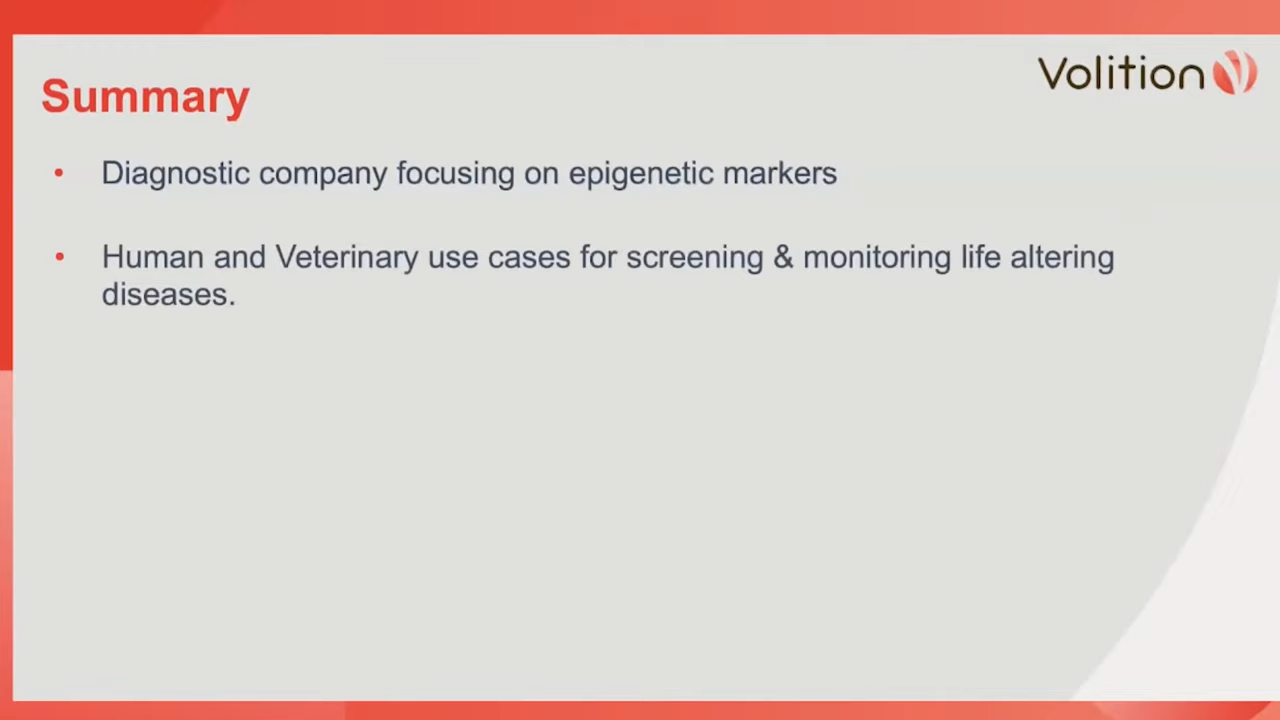 Volition
Summary
• Diagnostic company focusing on epigenetic markers
• Human and Veterinary use cases for screening & monitoring life altering
diseases.